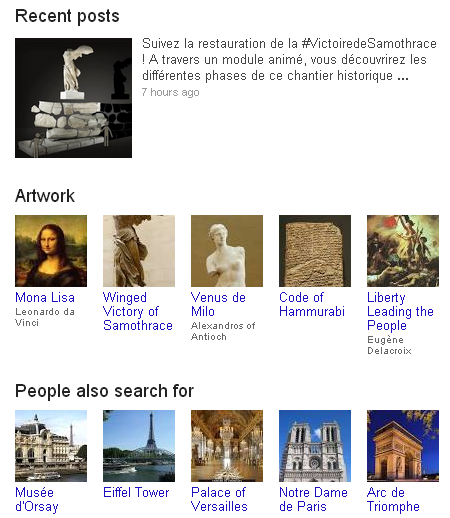 Recent posts
Suivez la restauration de la #VictoiredeSamothrace
! A travers un module animé, vous découvrirez les
différentes phases de ce chantier historique ...
7 hours ago
Artwork
Mona Lisa
Leonardo da
Vinci
Winged
Victory of
Samothrace
Venus de
Milo
Alexandros of
Antioch
Code of
Hammurabi
Liberty
Leading the
People
Eugène
Delacroix
People also search for
Musée
d'Orsay
Eiffel Tower
Palace of
Versailles
Notre Dame
de Paris
Arc de
Triomphe